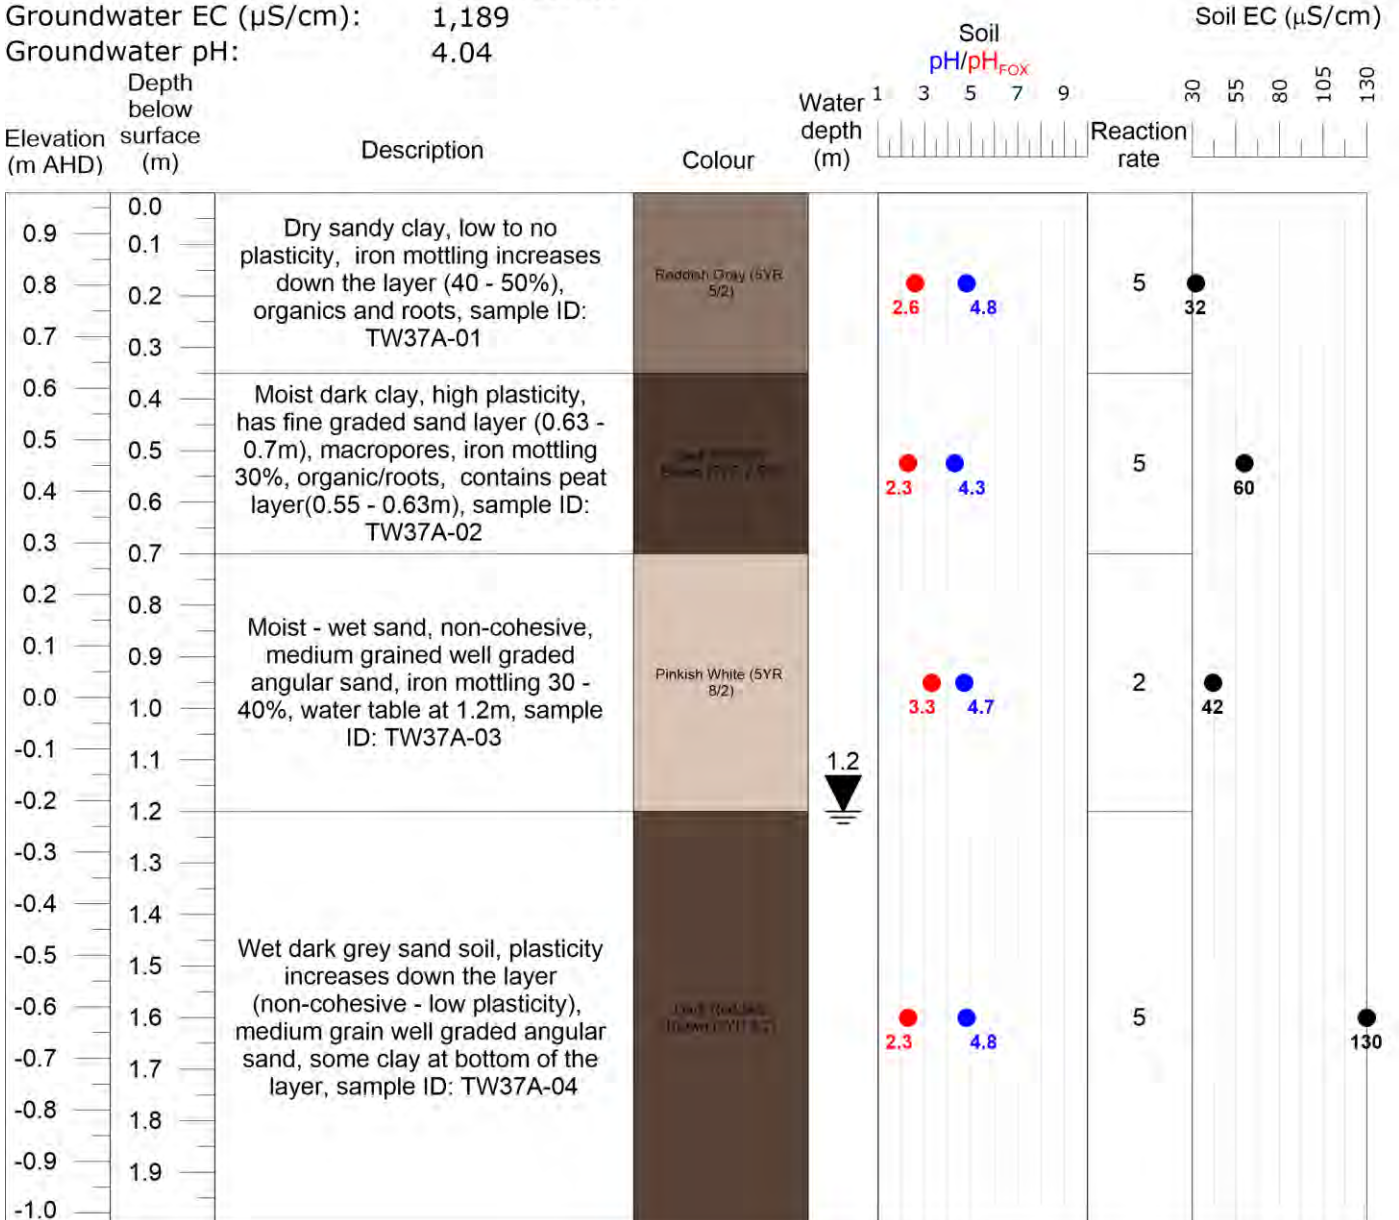 Groundwater EC (µS/cm): 1,189
Groundwater pH: 4.04
Elevation
(m AHD)
Depth
below
surface
(m)
Description
Colour
Water
depth
(m)
Soil
pH/pHFOX
1 3 5 7 9
Reaction
rate
Soil EC (µS/cm)
30 55 80 105 130
0.9
0.8
0.7
0.6
0.5
0.4
0.3
0.2
0.1
0.0
-0.1
-0.2
-0.3
-0.4
-0.5
-0.6
-0.7
-0.8
-0.9
-1.0
0.0
0.1
0.2
0.3
0.4
0.5
0.6
0.7
0.8
0.9
1.0
1.1
1.2
1.3
1.4
1.5
1.6
1.7
1.8
1.9
Dry sandy clay, low to no
plasticity, iron mottling increases
down the layer (40 - 50%),
organics and roots, sample ID:
TW37A-01
Reddish Gray (5YR
5/2)
2.6
4.8
5
32
Moist dark clay, high plasticity,
has fine graded sand layer (0.63 -
0.7m), macropores, iron mottling
30%, organic/roots, contains peat
layer(0.55 - 0.63m), sample ID:
TW37A-02
2.3
4.3
5
60
Moist - wet sand, non-cohesive,
medium grained well graded
angular sand, iron mottling 30 -
40%, water table at 1.2m, sample
ID: TW37A-03
Pinkish White (5YR
8/2)
1.2
3.3
4.7
2
42
Wet dark grey sand soil, plasticity
increases down the layer
(non-cohesive - low plasticity),
medium grain well graded angular
sand, some clay at bottom of the
layer, sample ID: TW37A-04
Dark Reddish
2.3
4.8
5
130